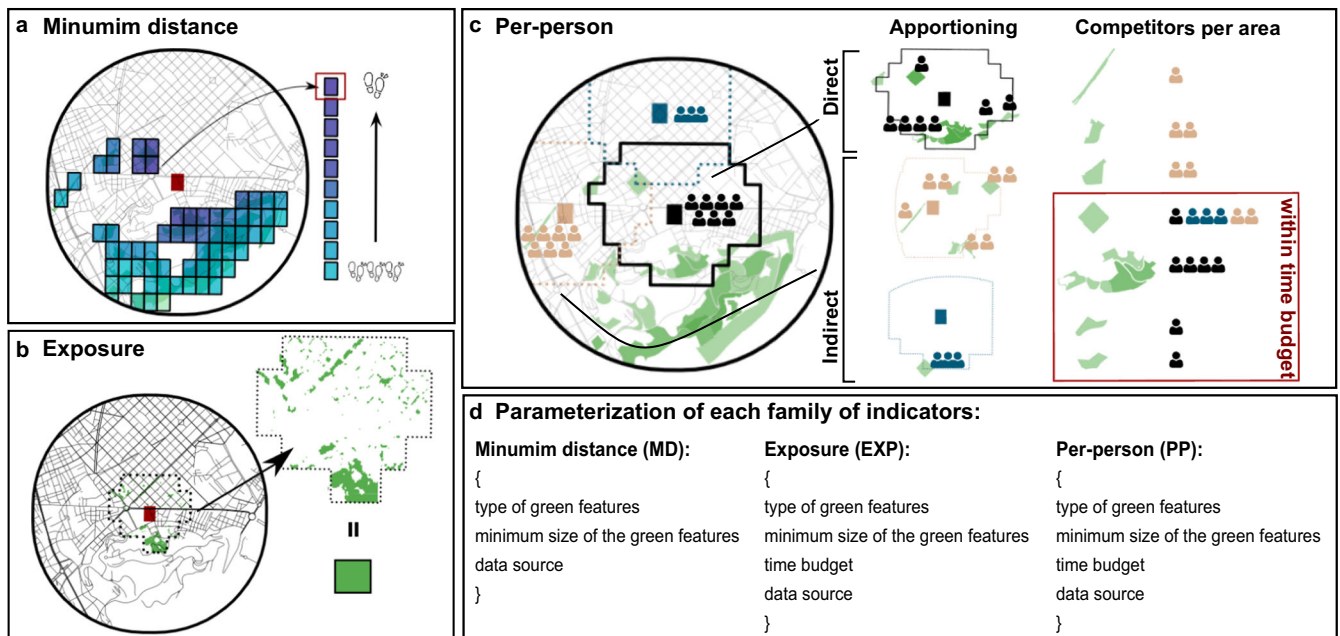 a Minumim distance
b Exposure
c Per-person
Apportioning
Competitors per area
Direct
Indirect
within time budget
d Parameterization of each family of indicators:
Minumim distance (MD):
{
type of green features
minimum size of the green features
data source
}
Exposure (EXP):
{
type of green features
minimum size of the green features
time budget
data source
}
Per-person (PP):
{
type of green features
minimum size of the green features
time budget
data source
}